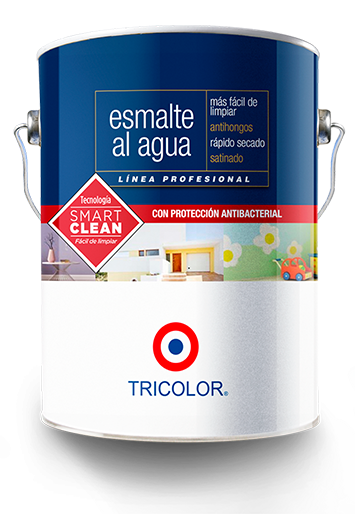 esmalte
al agua
más fácil de
limpiar
antihongos
rápido secado
satinado
LÍNEA PROFESIONAL
Tecnología
SMART
CLEAN
Fácil de limpiar
CON PROTECCIÓN ANTIBACTERIAL
TRICOLOR®